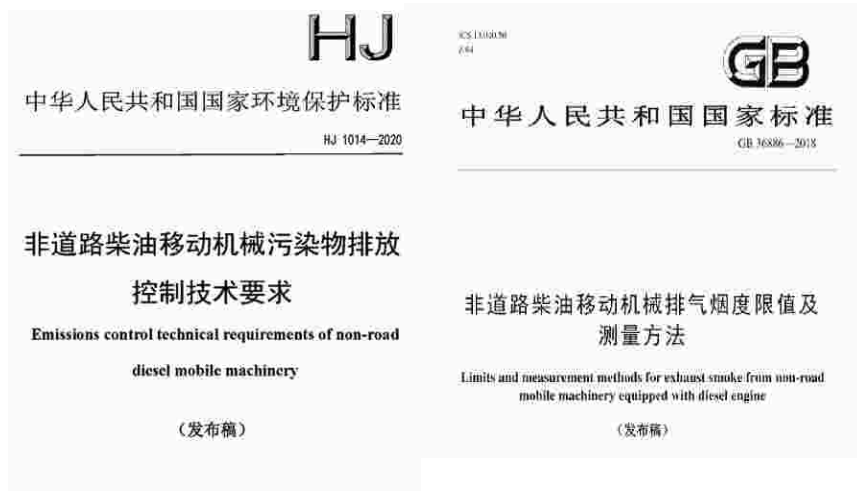 HJ
中华人民共和国国家环境保护标准
HJ 1014—2020
非道路柴油移动机械污染物排放
控制技术要求
Emissions control technical requirements of non-road
diesel mobile machinery
（发布稿）
GB
中华人民共和国国家标准
GB 36886—2018
非道路柴油移动机械排气烟度限值及
测量方法
Limits and measurement methods for exhaust smoke from non-road
mobile machinery equipped with diesel engine
（发布稿）